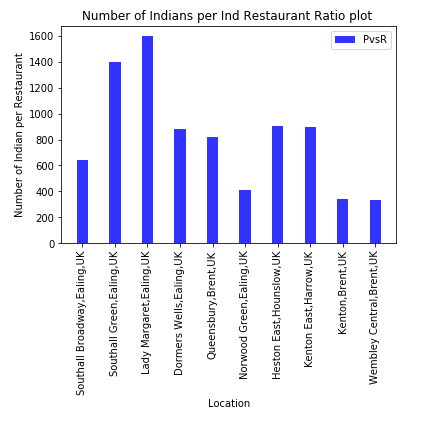 Number of Indians per Ind Restaurant Ratio plot
PvsR
Number of Indian per Restaurant
1600
1400
1200
1000
800
600
400
200
0
Southall Broadway,Ealing,UK
Southall Green,Ealing,UK
Lady Margaret,Ealing,UK
Dormers Wells,Ealing,UK
Queensbury,Brent,UK
Norwood Green,Ealing,UK
Heston East,Hounslow,UK
Kenton East,Harrow,UK
Kenton,Brent,UK
Wembley Central,Brent,UK
Location